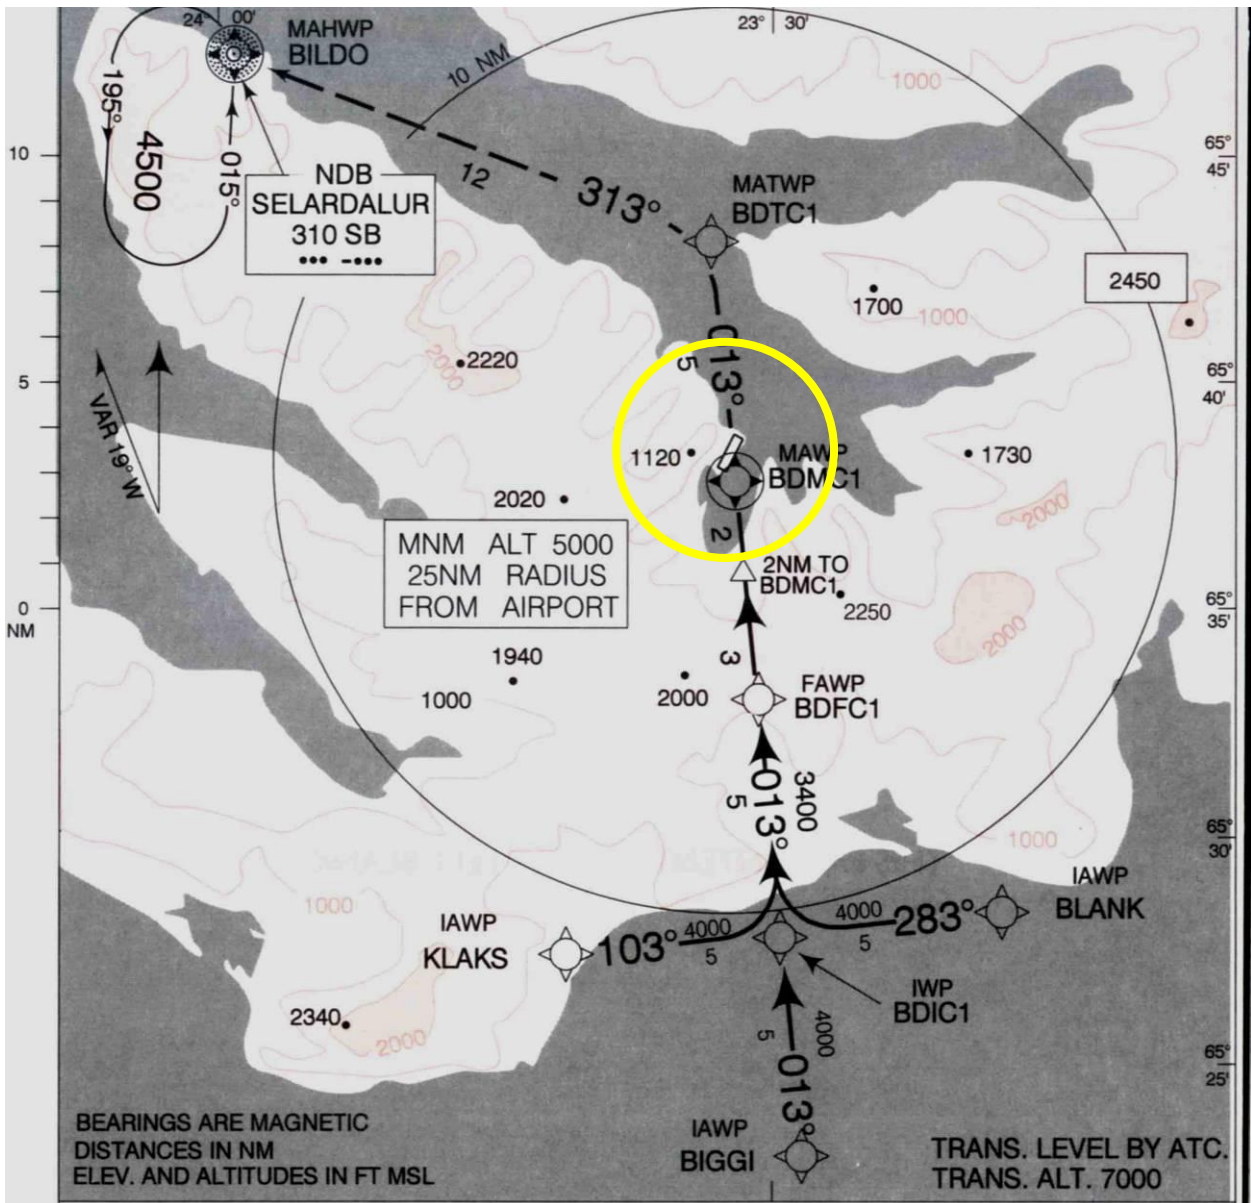 24° 00'
23° 30'
MAHWP
BILDO
10 NM
1000
195°
4500
015°
NDB
SELARDALUR
310 SB
••• –•••
12
313°
MATWP
BDTC1
10
65°
45'
2450
1700
1000
2220
2000
013°
5
5
65°
40'
VAR 19° W
1120
MAWP
BDMC1
1730
2020
2000
2
MNM ALT 5000
25NM RADIUS
FROM AIRPORT
2NM TO
BDMC1
2250
2000
0
NM
65°
35'
3
1940
1000
2000
FAWP
BDFC1
013°
5
3400
65°
30'
1000
1000
IAWP
KLAKS
103°
4000
5
4000
5
283°
IAWP
BLANK
IWP
BDIC1
2340
2000
4000
5
013°
65°
25'
IAWP
BIGGI
BEARINGS ARE MAGNETIC
DISTANCES IN NM
ELEV. AND ALTITUDES IN FT MSL
TRANS. LEVEL BY ATC.
TRANS. ALT. 7000